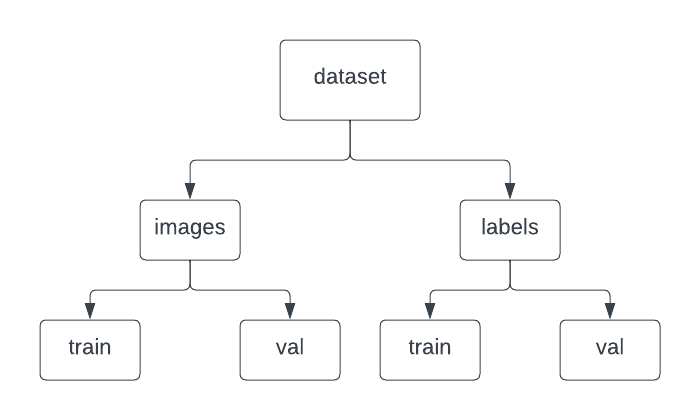 dataset
images
labels
train
val
train
val